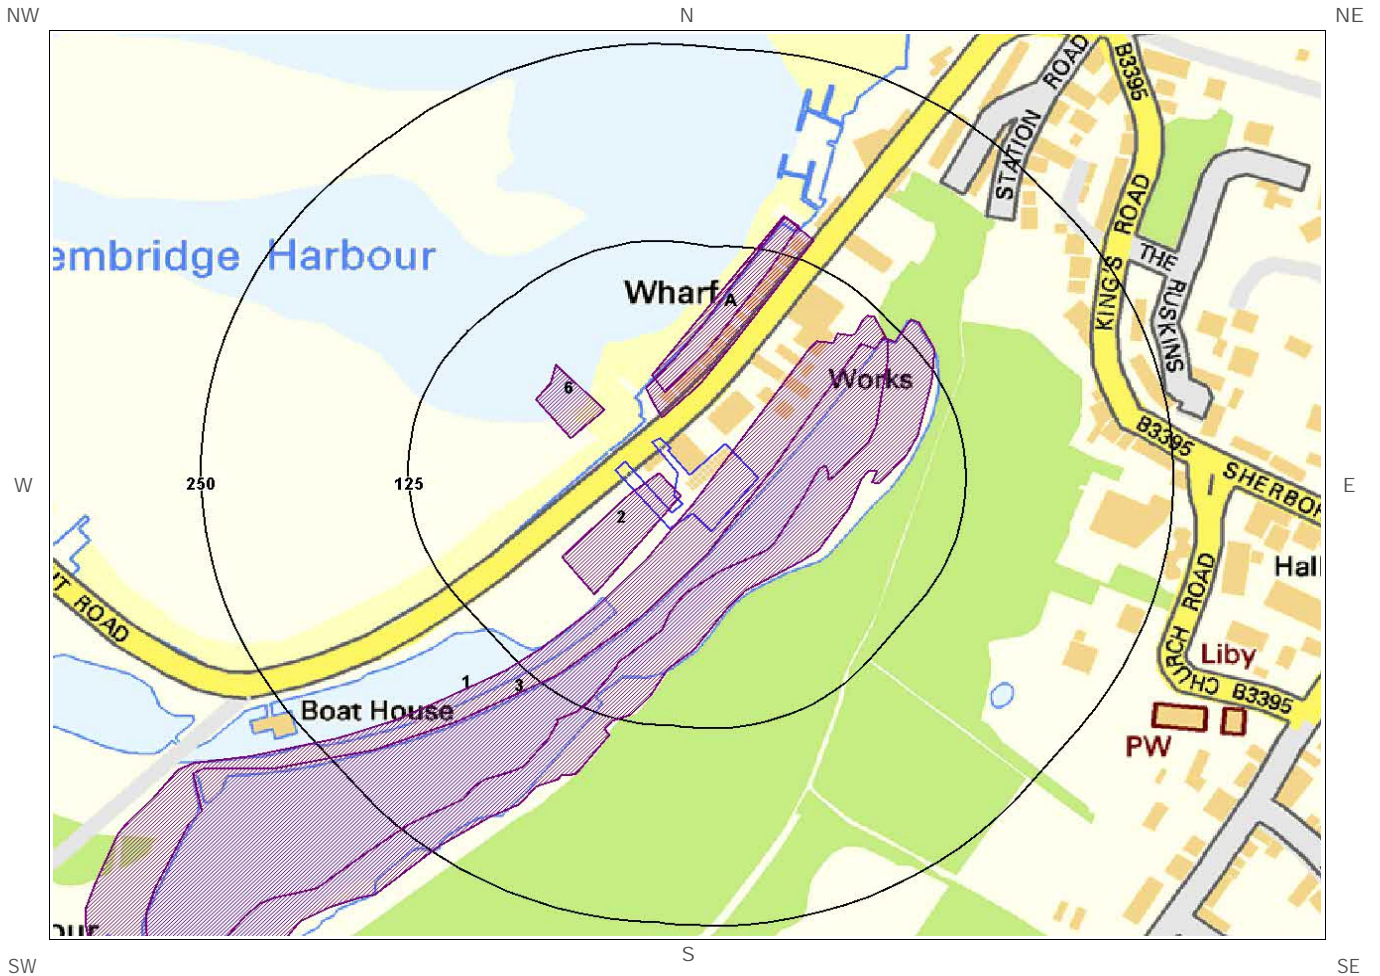 NW
N
NE
STATION ROAD
B3395
embridge Harbour
KING'S ROAD
THE RUSKINS
Wharf
A
6
Works
B3395
W
250
125
SHERBOR
E
2
Hall
T ROAD
CHURCH ROAD
Liby
1
3
B3395
Boat House
PW
our
SW
S
SE